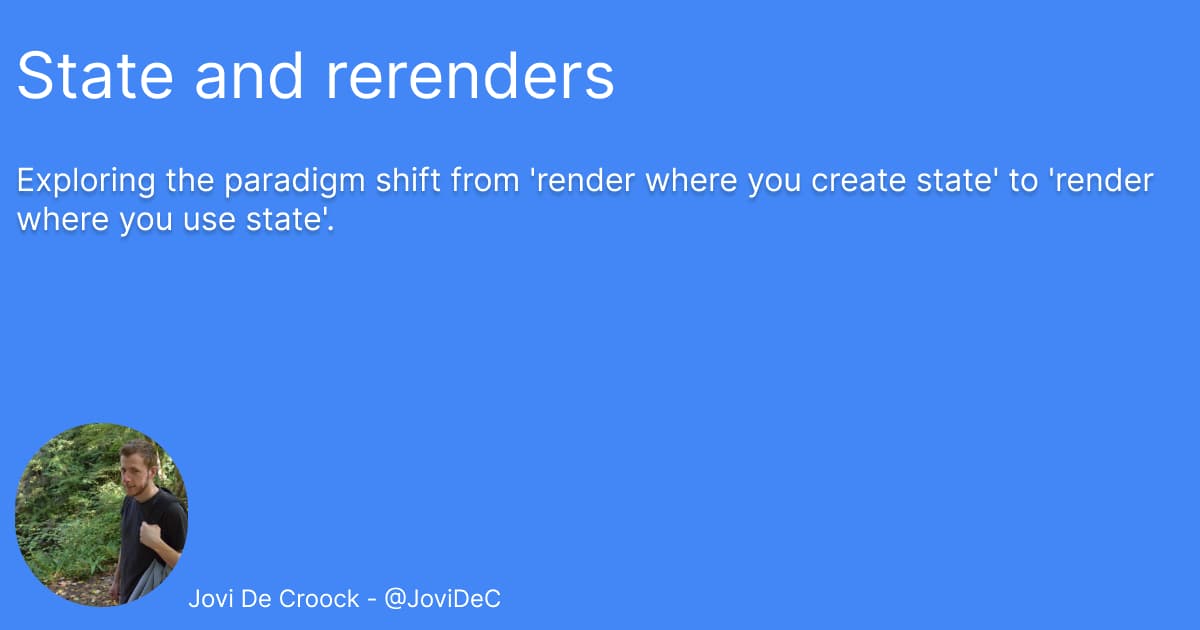 State and rerenders
Exploring the paradigm shift from 'render where you create state' to 'render
where you use state'.
Jovi De Croock - @JoviDeC